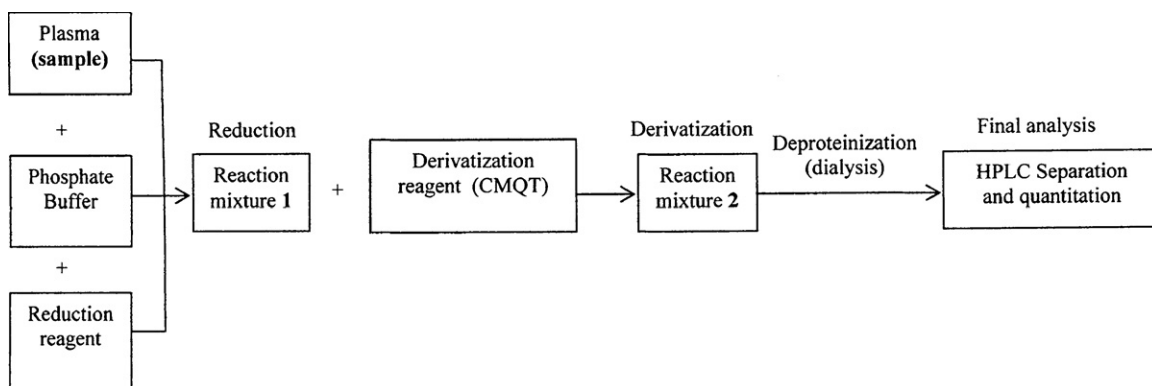 Plasma
(sample)
+
Phosphate
Buffer
+
Reduction
reagent
Reduction
Reaction
mixture 1
+
Derivatization
reagent (CMQT)
Derivatization
Reaction
mixture 2
Deproteinization
(dialysis)
Final analysis
HPLC Separation
and quantitation